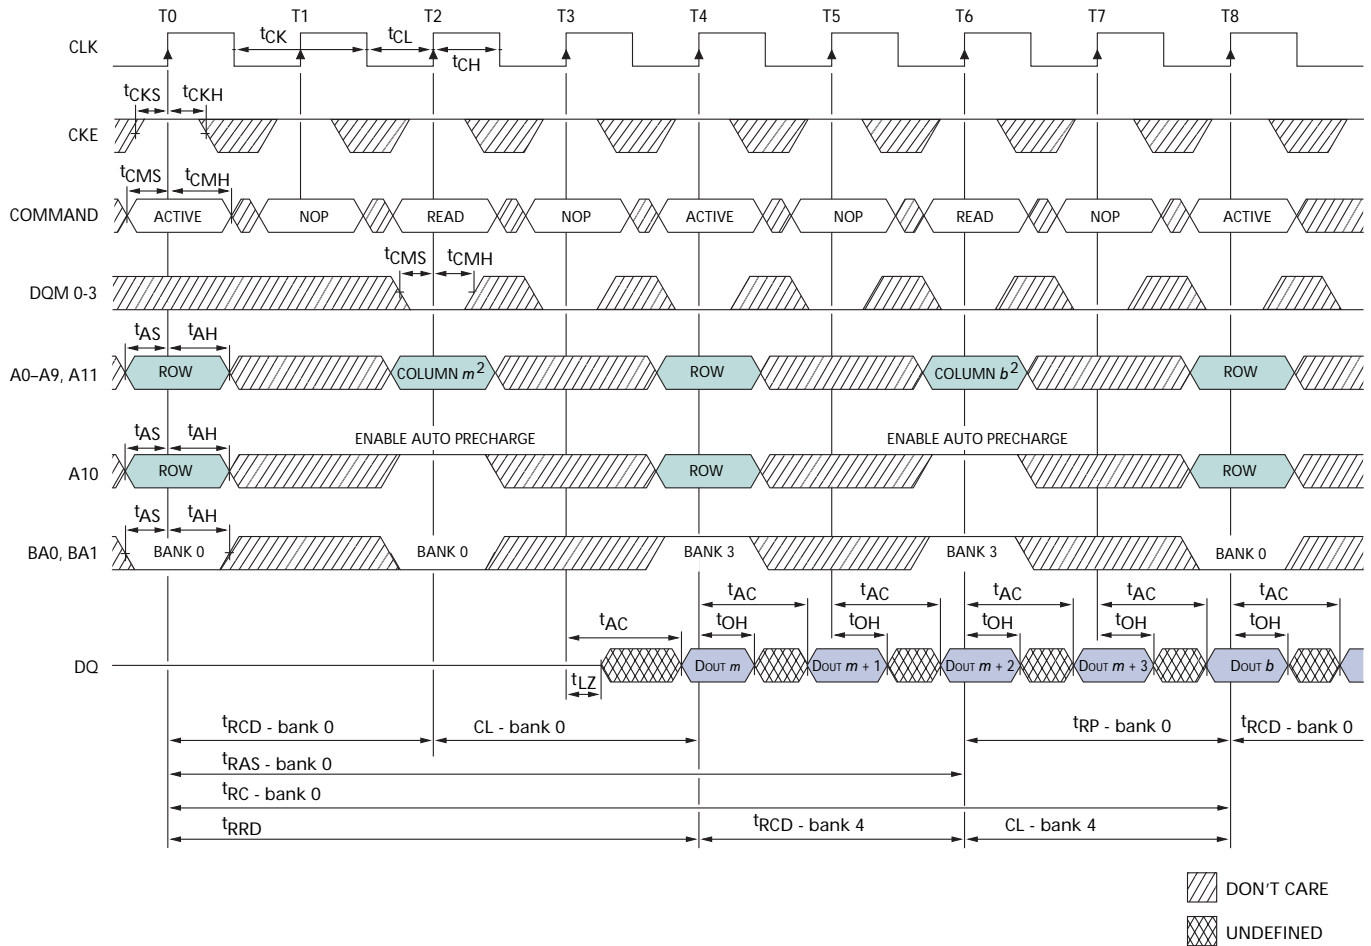 T0 T1 T2 T3 T4 T5 T6 T7 T8
CLK
tCK tCL
tCH
tCKS tCKH
CKE
tCMS tCMH
COMMAND ACTIVE NOP READ NOP ACTIVE NOP READ NOP ACTIVE
tCMS tCMH
DQM 0-3
tAS tAH
A0–A9, A11 ROW COLUMN m2 ROW COLUMN b2 ROW
tAS tAH ENABLE AUTO PRECHARGE ENABLE AUTO PRECHARGE
A10 ROW ROW ROW
tAS tAH
BA0, BA1 BANK 0 BANK 0 BANK 3 BANK 3 BANK 0
tAC tAC tAC tAC tAC
tAC tOH tOH tOH tOH tOH
DQ DOUT m DOUT m + 1 DOUT m + 2 DOUT m + 3 DOUT b
tLZ
tRCD - bank 0 CL - bank 0 tRP - bank 0 tRCD - bank 0
tRAS - bank 0
tRC - bank 0
tRRD tRCD - bank 4 CL - bank 4
DON'T CARE
UNDEFINED